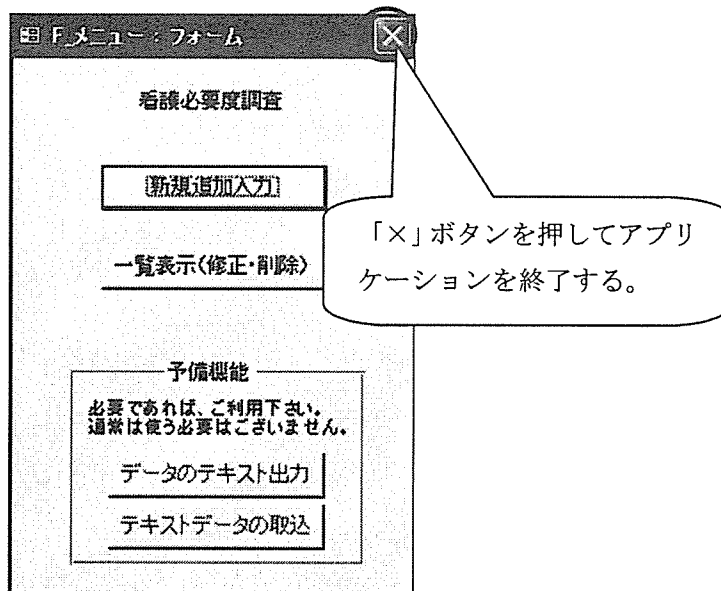 F_メニュー : フォーム
看護必要度調査
新規追加入力
一覧表示(修正・削除)
「×」ボタンを押してアプリ
ケーションを終了する。
予備機能
必要であれば、ご利用下さい。
通常は使う必要はございません。
データのテキスト出力
テキストデータの取込